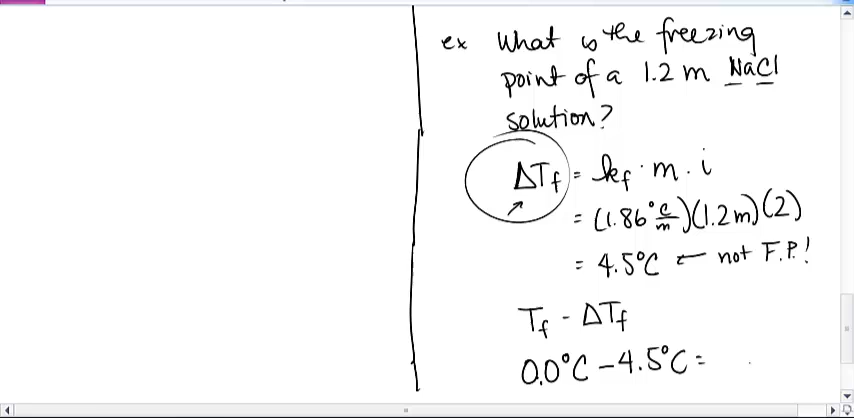 ex What is the freezing
point of a 1.2 m NaCl
solution?
ΔTf = kf · m · i
= (1.86 °C/m)(1.2m)(2)
= 4.5°C ← not F.P.!
Tf - ΔTf
0.0°C - 4.5°C =